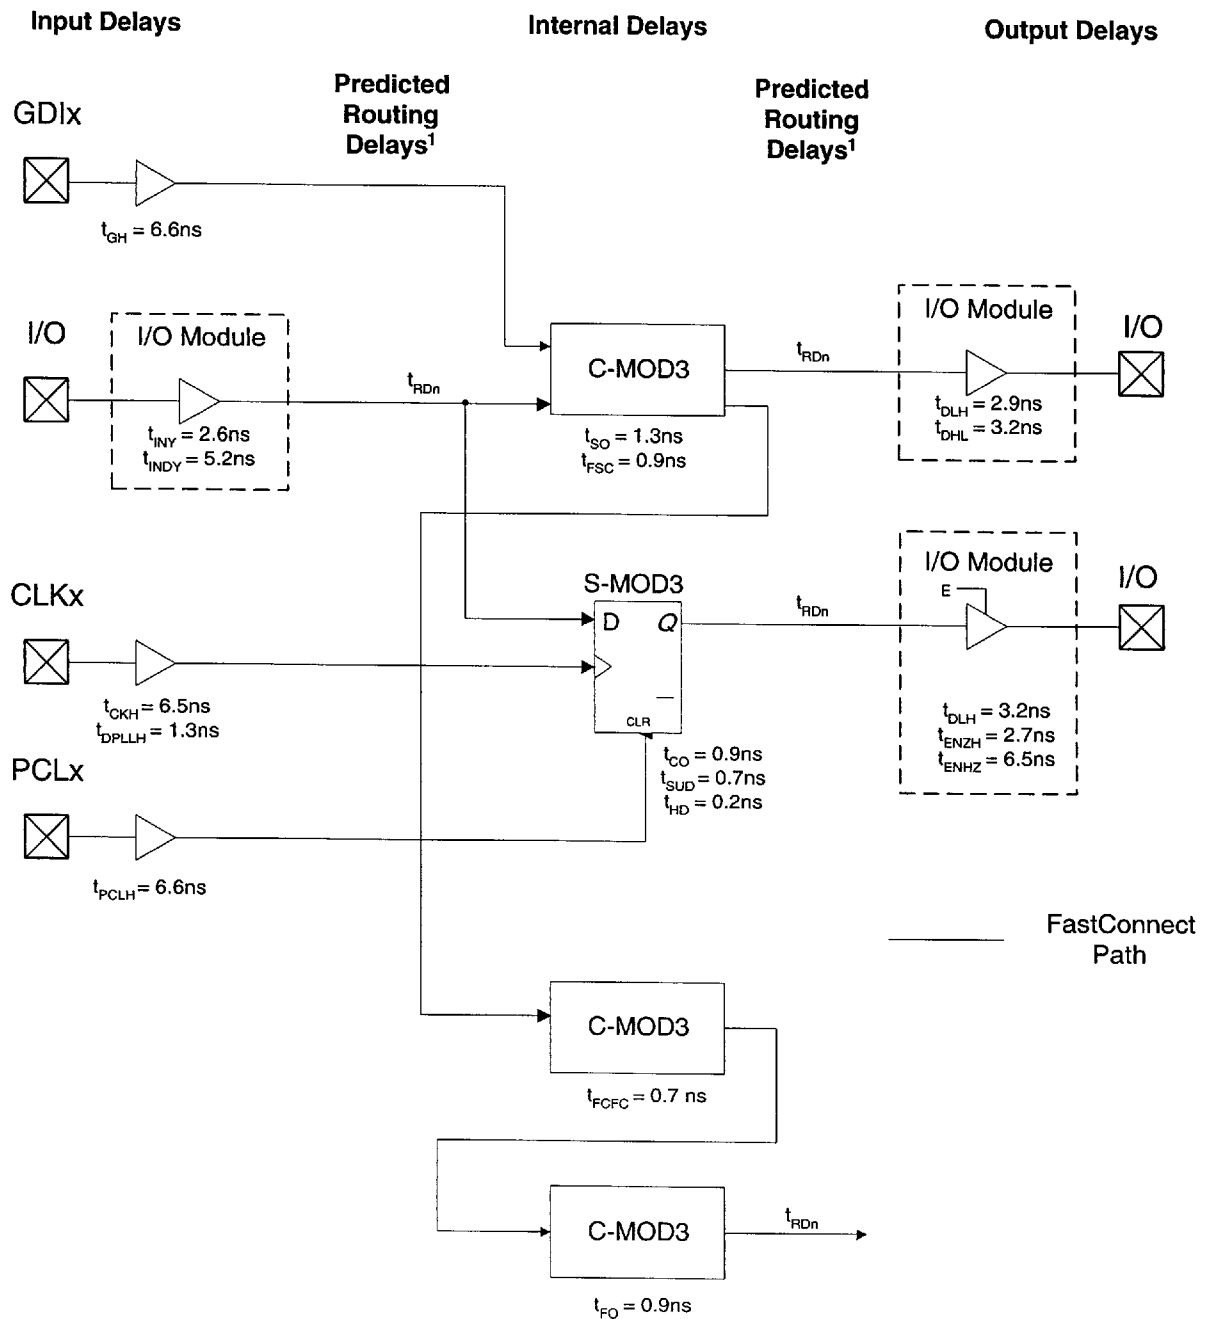 Input Delays
Internal Delays
Output Delays
Predicted
Routing
Delays¹
Predicted
Routing
Delays¹
GDIx
tGH = 6.6ns
I/O
I/O Module
tINY = 2.6ns
tINDY = 5.2ns
tRDn
C-MOD3
tSO = 1.3ns
tFSC = 0.9ns
tRDn
I/O Module
tDLH = 2.9ns
tDHL = 3.2ns
I/O
CLKx
tCKH = 6.5ns
tDPLLH = 1.3ns
S-MOD3
D Q
CLR
tCO = 0.9ns
tSUD = 0.7ns
tHD = 0.2ns
tRDn
I/O Module
E
tDLH = 3.2ns
tENZH = 2.7ns
tENHZ = 6.5ns
I/O
PCLx
tPCLH = 6.6ns
FastConnect
Path
C-MOD3
tFCFC = 0.7 ns
C-MOD3
tFO = 0.9ns
tRDn